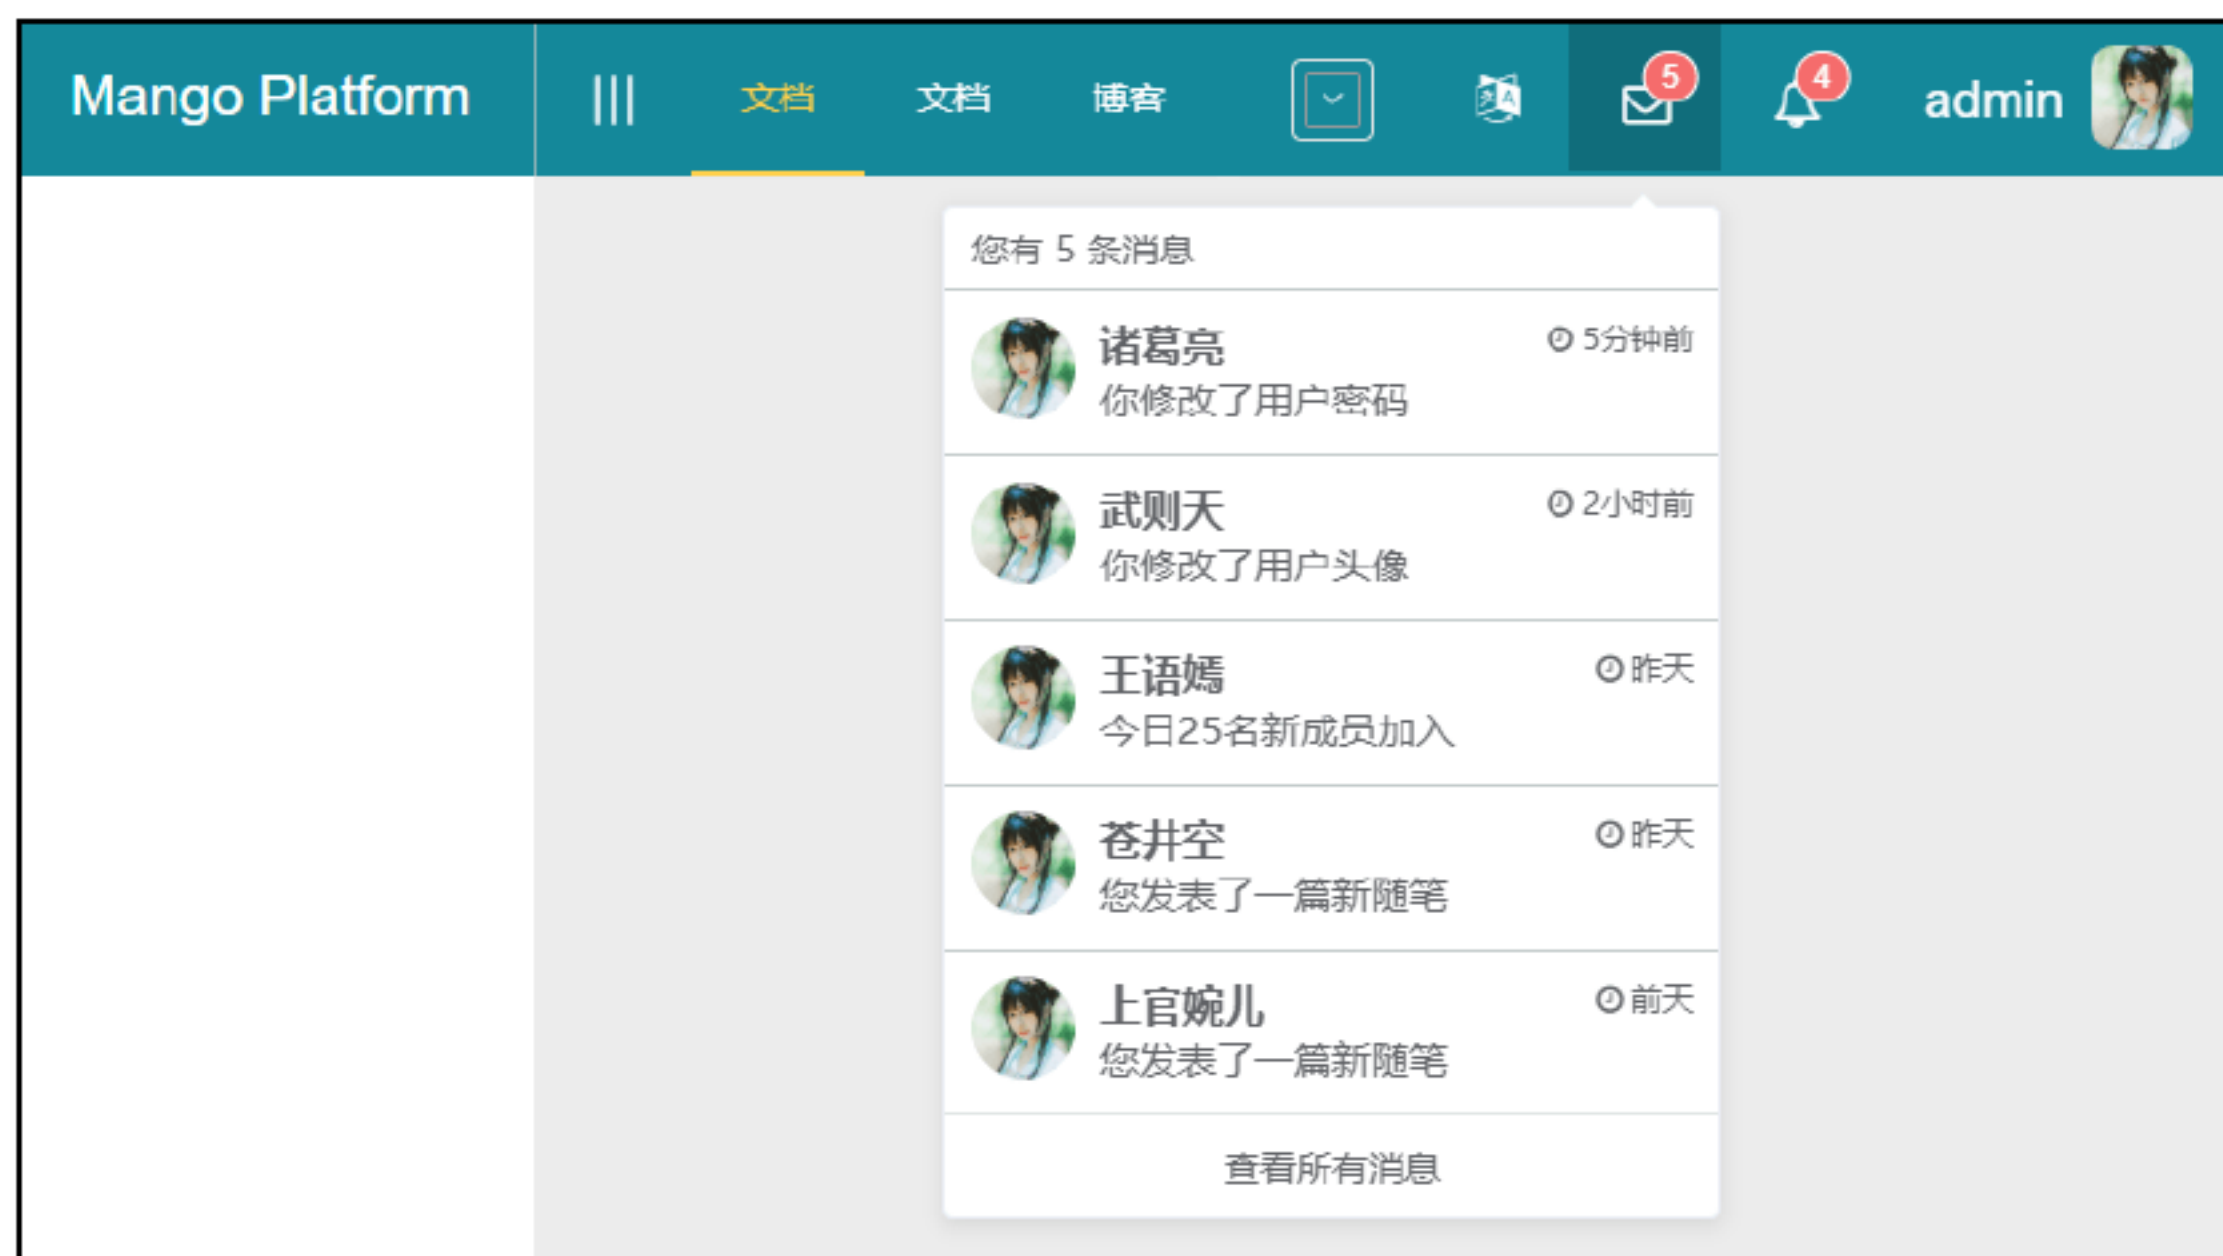 Mango Platform 文档 文档 博客 5 4 admin
您有 5 条消息
诸葛亮 5分钟前
你修改了用户密码
武则天 2小时前
你修改了用户头像
王语嫣 昨天
今日25名新成员加入
苍井空 昨天
您发表了一篇新随笔
上官婉儿 前天
您发表了一篇新随笔
查看所有消息